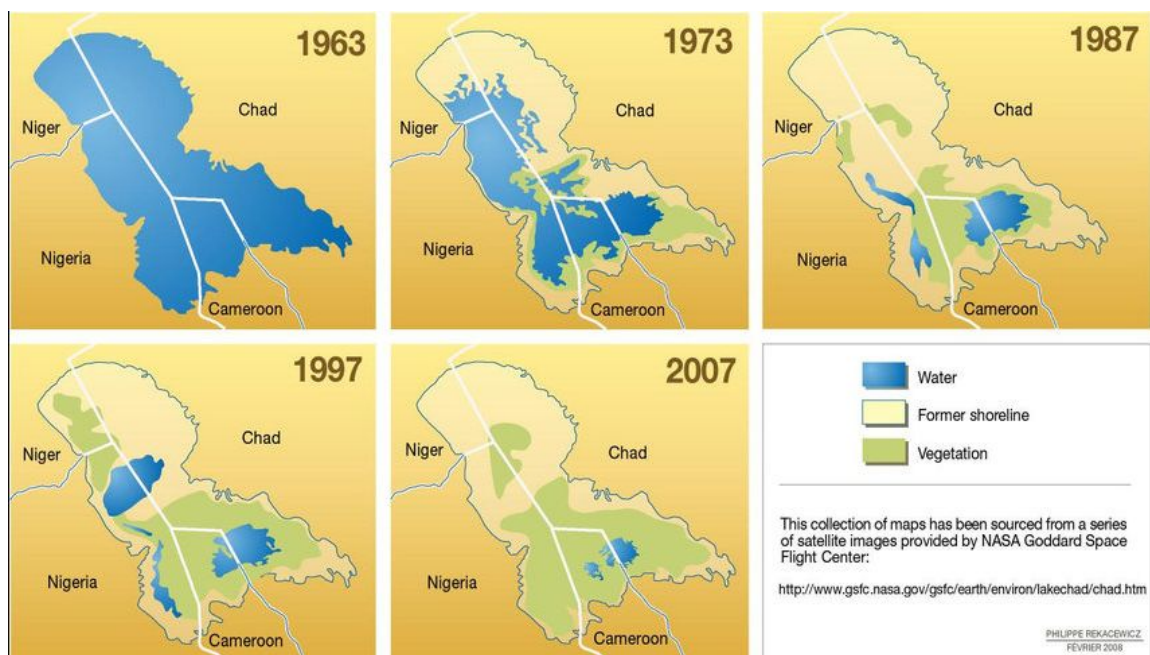 1963
Chad
Niger
Nigeria
Cameroon
1973
Chad
Niger
Nigeria
Cameroon
1987
Chad
Niger
Nigeria
Cameroon
1997
Chad
Niger
Nigeria
Cameroon
2007
Chad
Niger
Nigeria
Cameroon
Water
Former shoreline
Vegetation
This collection of maps has been sourced from a series
of satellite images provided by NASA Goddard Space
Flight Center:
http://www.gsfc.nasa.gov/gsfc/earth/environ/lakechad/chad.htm
PHILIPPE REKACEWICZ
FÉVRIER 2008